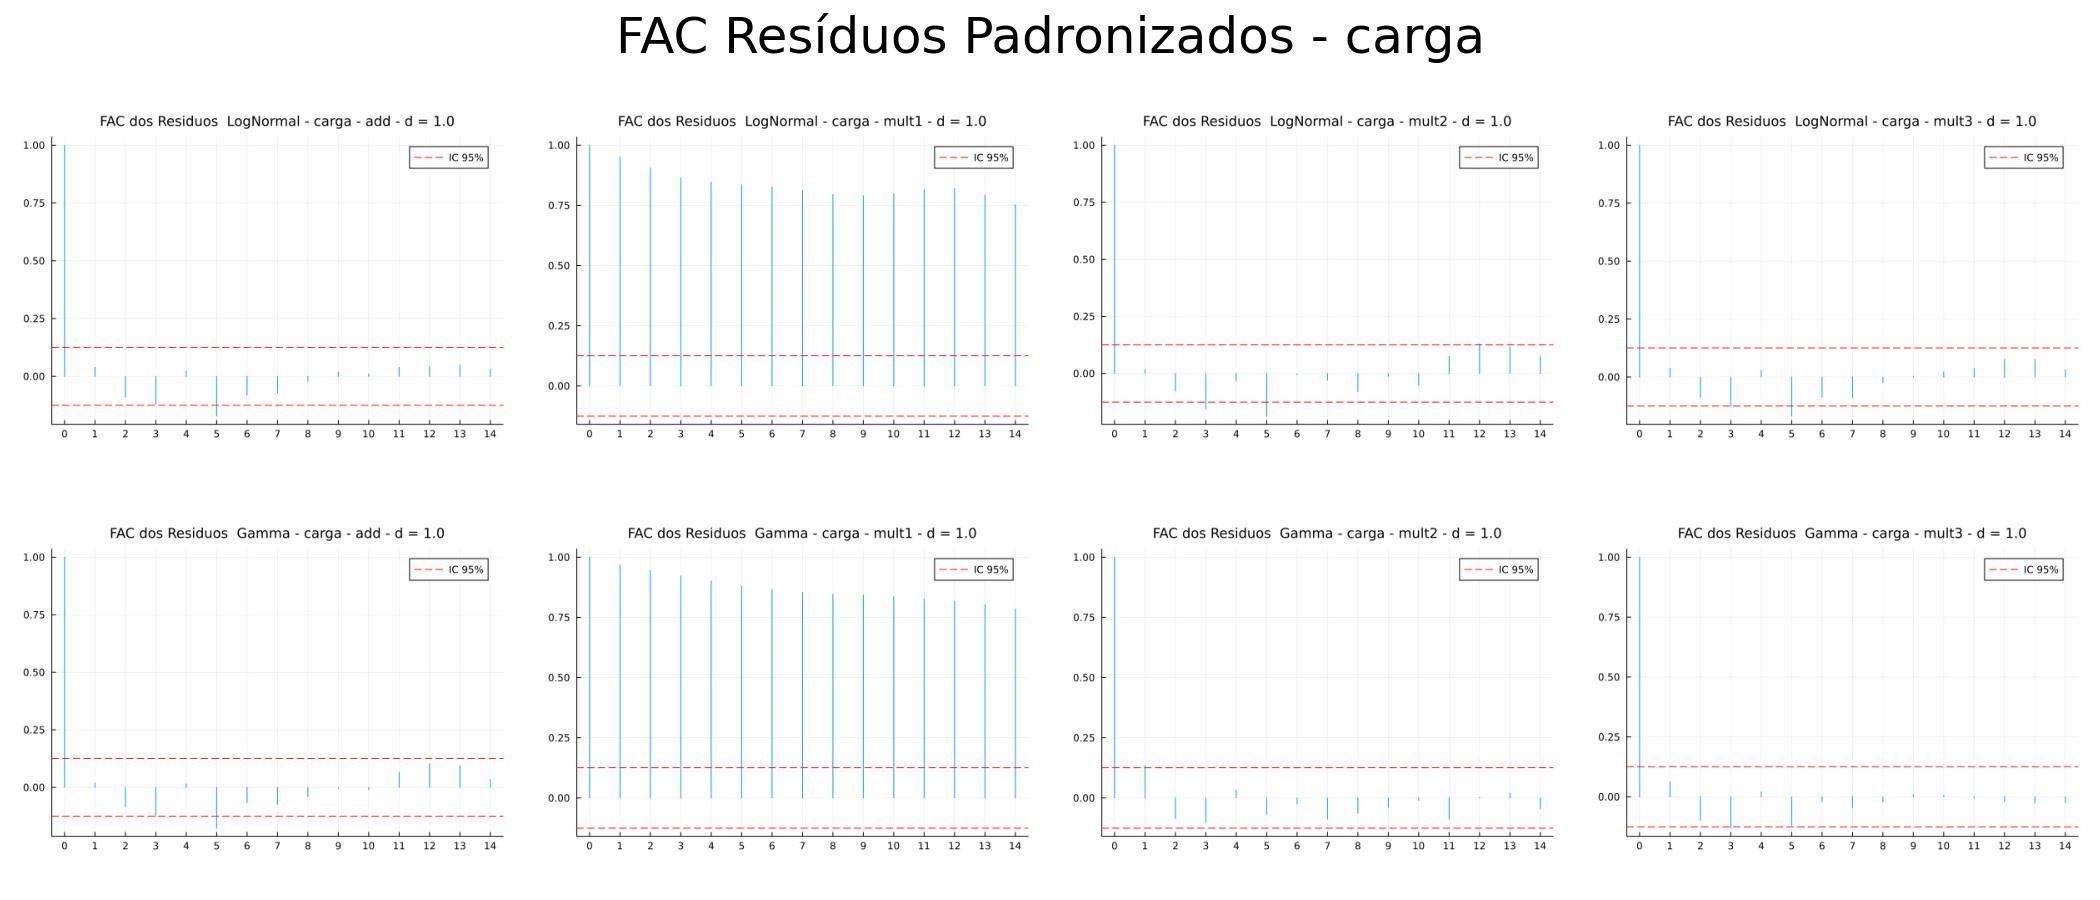 FAC Resíduos Padronizados - carga
FAC dos Residuos  LogNormal - carga - add - d = 1.0
IC 95%
1.00
0.75
0.50
0.25
0.00
0 1 2 3 4 5 6 7 8 9 10 11 12 13 14
FAC dos Residuos  LogNormal - carga - mult1 - d = 1.0
IC 95%
1.00
0.75
0.50
0.25
0.00
0 1 2 3 4 5 6 7 8 9 10 11 12 13 14
FAC dos Residuos  LogNormal - carga - mult2 - d = 1.0
IC 95%
1.00
0.75
0.50
0.25
0.00
0 1 2 3 4 5 6 7 8 9 10 11 12 13 14
FAC dos Residuos  LogNormal - carga - mult3 - d = 1.0
IC 95%
1.00
0.75
0.50
0.25
0.00
0 1 2 3 4 5 6 7 8 9 10 11 12 13 14
FAC dos Residuos  Gamma - carga - add - d = 1.0
IC 95%
1.00
0.75
0.50
0.25
0.00
0 1 2 3 4 5 6 7 8 9 10 11 12 13 14
FAC dos Residuos  Gamma - carga - mult1 - d = 1.0
IC 95%
1.00
0.75
0.50
0.25
0.00
0 1 2 3 4 5 6 7 8 9 10 11 12 13 14
FAC dos Residuos  Gamma - carga - mult2 - d = 1.0
IC 95%
1.00
0.75
0.50
0.25
0.00
0 1 2 3 4 5 6 7 8 9 10 11 12 13 14
FAC dos Residuos  Gamma - carga - mult3 - d = 1.0
IC 95%
1.00
0.75
0.50
0.25
0.00
0 1 2 3 4 5 6 7 8 9 10 11 12 13 14